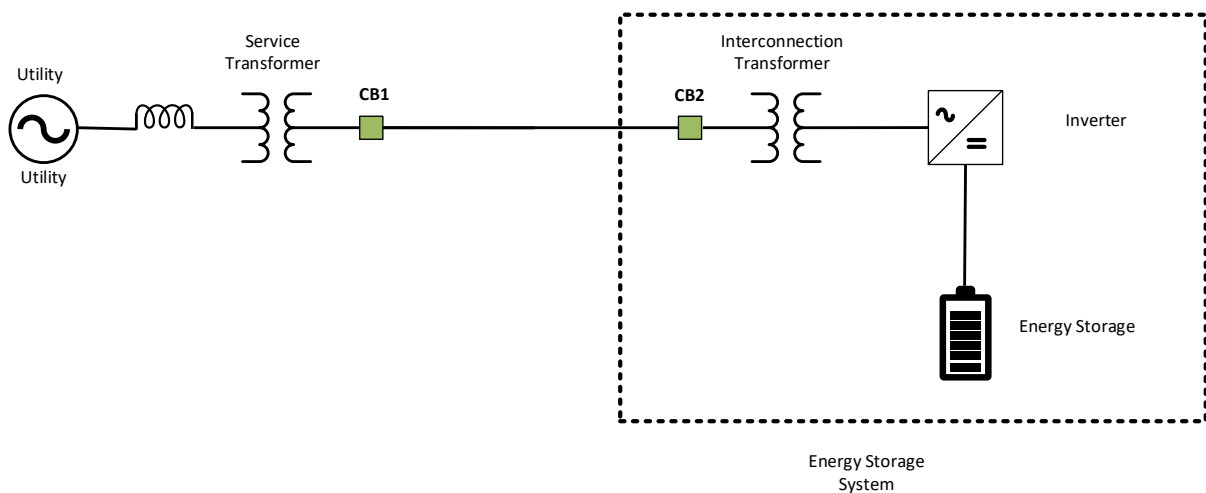 Utility
Utility
Service
Transformer
CB1
CB2
Interconnection
Transformer
Inverter
Energy Storage
Energy Storage
System